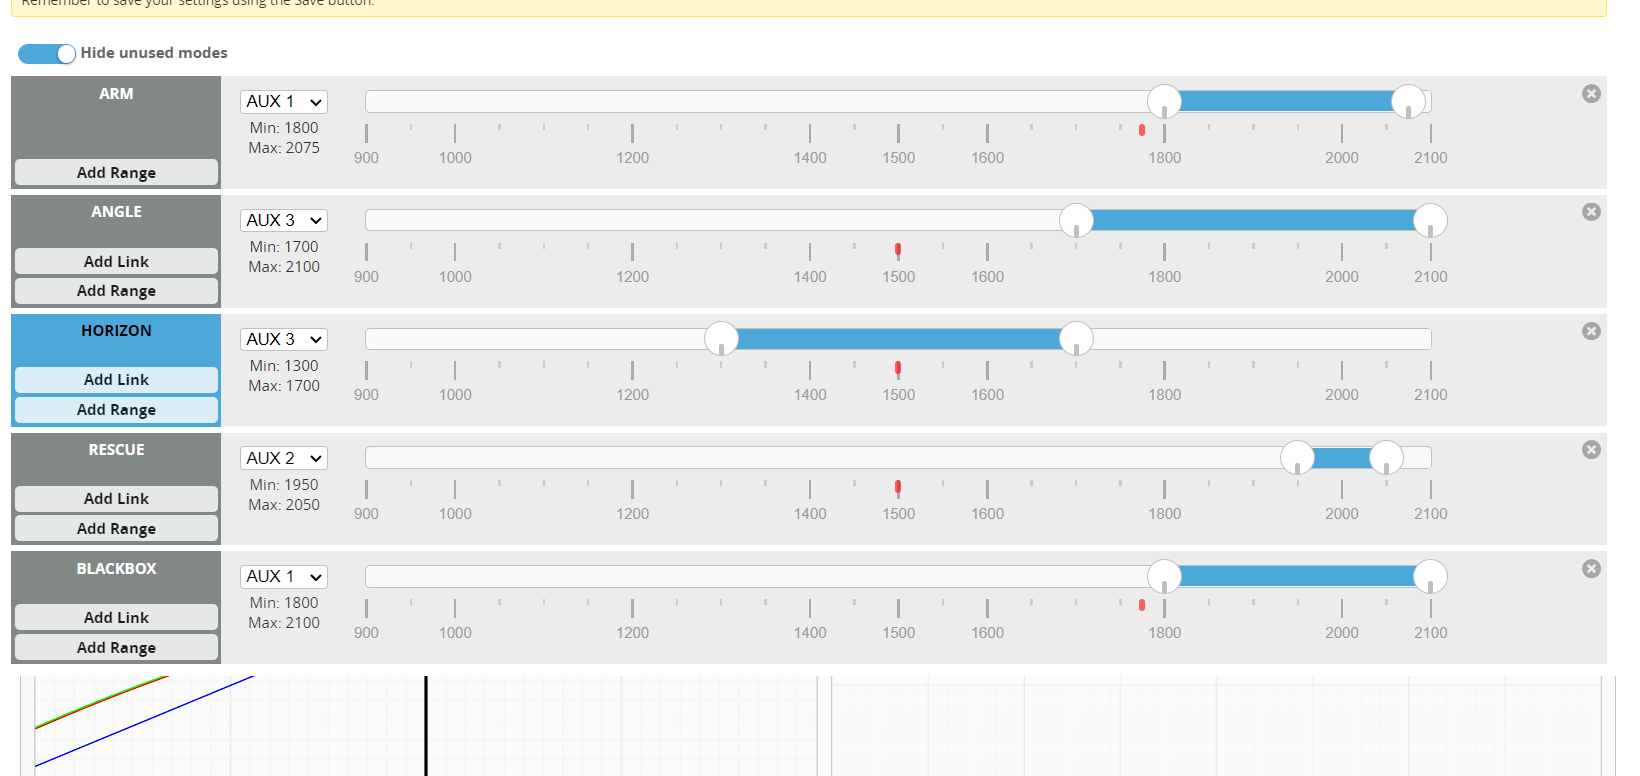 Remember to save your settings using the Save button.
Hide unused modes
ARM
Add Range
AUX 1
Min: 1800
Max: 2075
900 1000 1200 1400 1500 1600 1800 2000 2100
ANGLE
Add Link
Add Range
AUX 3
Min: 1700
Max: 2100
900 1000 1200 1400 1500 1600 1800 2000 2100
HORIZON
Add Link
Add Range
AUX 3
Min: 1300
Max: 1700
900 1000 1200 1400 1500 1600 1800 2000 2100
RESCUE
Add Link
Add Range
AUX 2
Min: 1950
Max: 2050
900 1000 1200 1400 1500 1600 1800 2000 2100
BLACKBOX
Add Link
Add Range
AUX 1
Min: 1800
Max: 2100
900 1000 1200 1400 1500 1600 1800 2000 2100